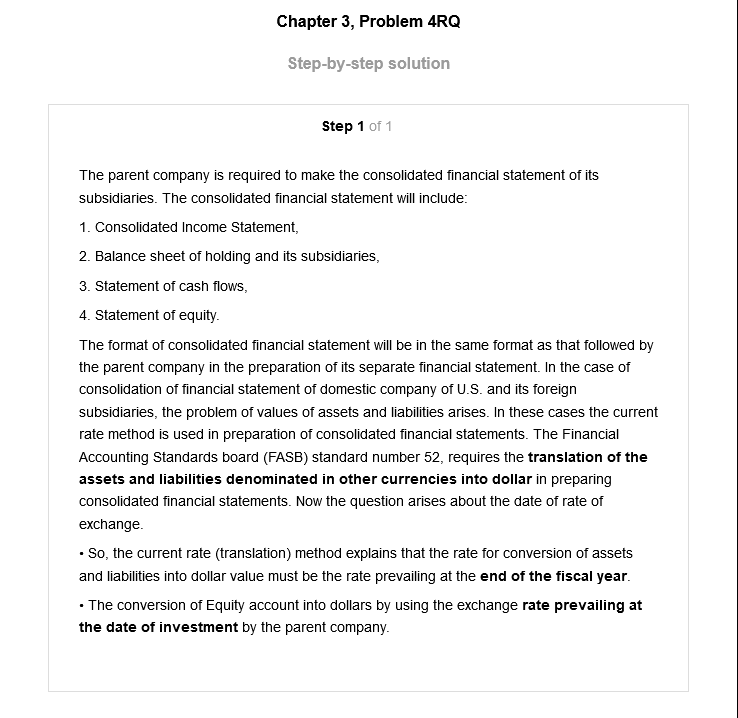 Chapter 3, Problem 4RQ
Step-by-step solution
Step 1 of 1
The parent company is required to make the consolidated financial statement of its
subsidiaries. The consolidated financial statement will include:
1. Consolidated Income Statement,
2. Balance sheet of holding and its subsidiaries,
3. Statement of cash flows,
4. Statement of equity.
The format of consolidated financial statement will be in the same format as that followed by
the parent company in the preparation of its separate financial statement. In the case of
consolidation of financial statement of domestic company of U.S. and its foreign
subsidiaries, the problem of values of assets and liabilities arises. In these cases the current
rate method is used in preparation of consolidated financial statements. The Financial
Accounting Standards board (FASB) standard number 52, requires the translation of the
assets and liabilities denominated in other currencies into dollar in preparing
consolidated financial statements. Now the question arises about the date of rate of
exchange.
• So, the current rate (translation) method explains that the rate for conversion of assets
and liabilities into dollar value must be the rate prevailing at the end of the fiscal year.
• The conversion of Equity account into dollars by using the exchange rate prevailing at
the date of investment by the parent company.